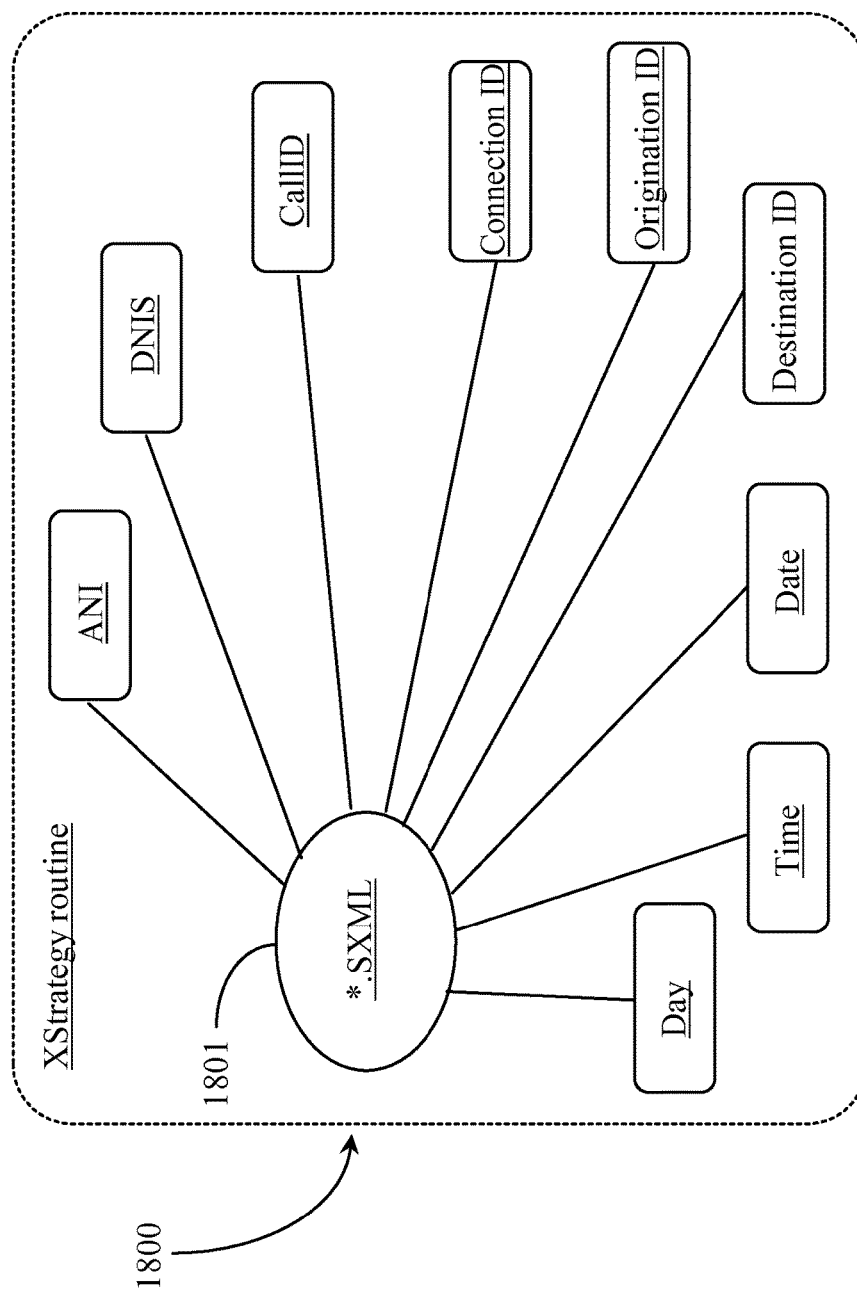 1800
XStrategy routine
1801
*.SXML
ANI
DNIS
CallID
Connection ID
Origination ID
Destination ID
Date
Time
Day